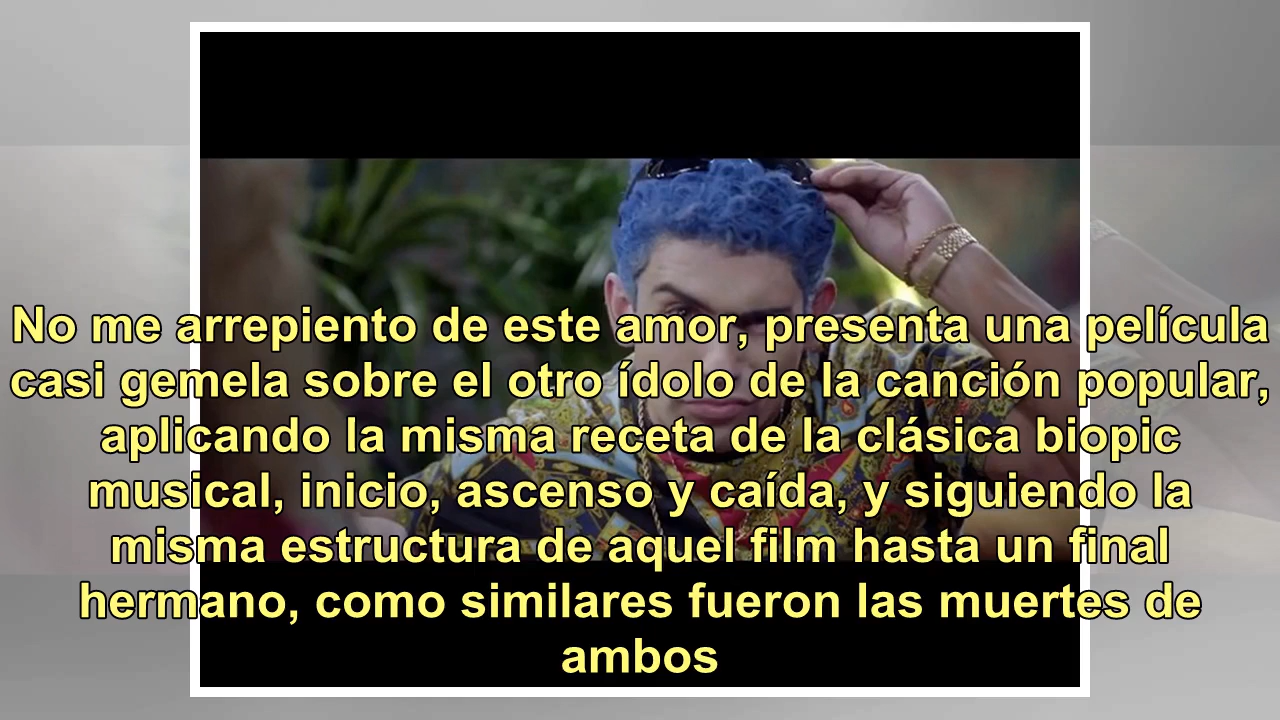 No me arrepiento de este amor, presenta una película
casi gemela sobre el otro ídolo de la canción popular,
aplicando la misma receta de la clásica biopic
musical, inicio, ascenso y caída, y siguiendo la
misma estructura de aquel film hasta un final
hermano, como similares fueron las muertes de
ambos